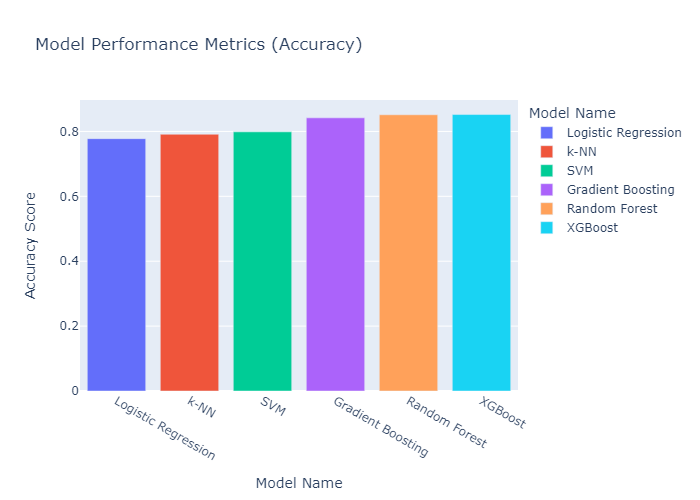 Model Performance Metrics (Accuracy)
Model Name
Logistic Regression
k-NN
SVM
Gradient Boosting
Random Forest
XGBoost
Accuracy Score
0.8
0.6
0.4
0.2
0
Logistic Regression
k-NN
SVM
Gradient Boosting
Random Forest
XGBoost
Model Name